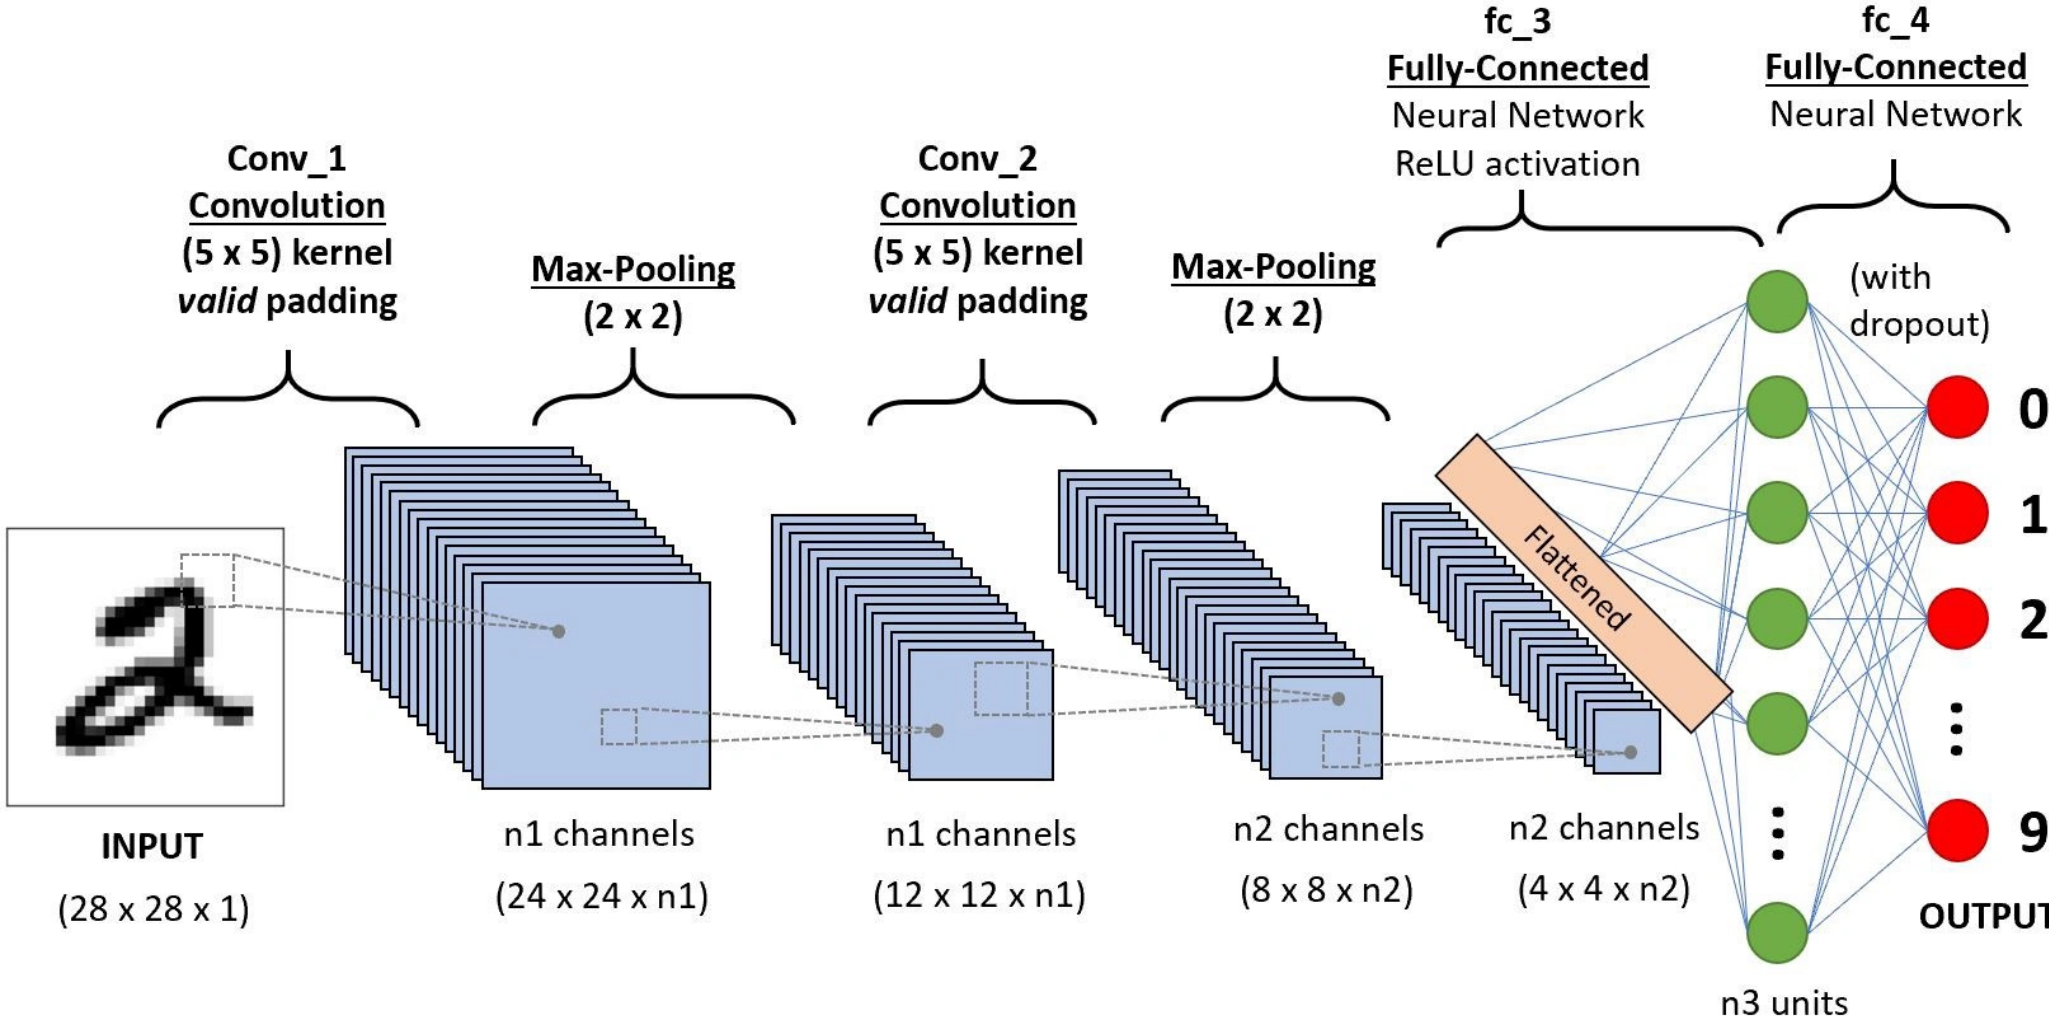 Conv_1
Convolution
(5 x 5) kernel
valid padding
Max-Pooling
(2 x 2)
Conv_2
Convolution
(5 x 5) kernel
valid padding
Max-Pooling
(2 x 2)
fc_3
Fully-Connected
Neural Network
ReLU activation
fc_4
Fully-Connected
Neural Network
(with
dropout)
Flattened
0
1
2
9
INPUT
(28 x 28 x 1)
n1 channels
(24 x 24 x n1)
n1 channels
(12 x 12 x n1)
n2 channels
(8 x 8 x n2)
n2 channels
(4 x 4 x n2)
OUTPUT
n3 units